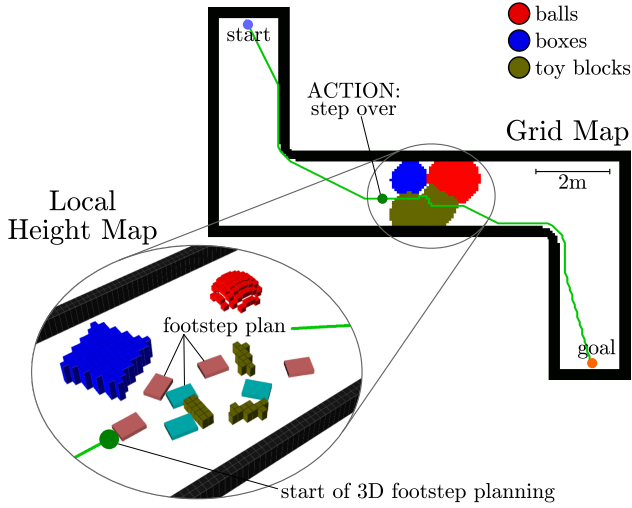 start
balls
boxes
toy blocks
ACTION:
step over
Grid Map
2m
Local
Height Map
footstep plan
goal
start of 3D footstep planning